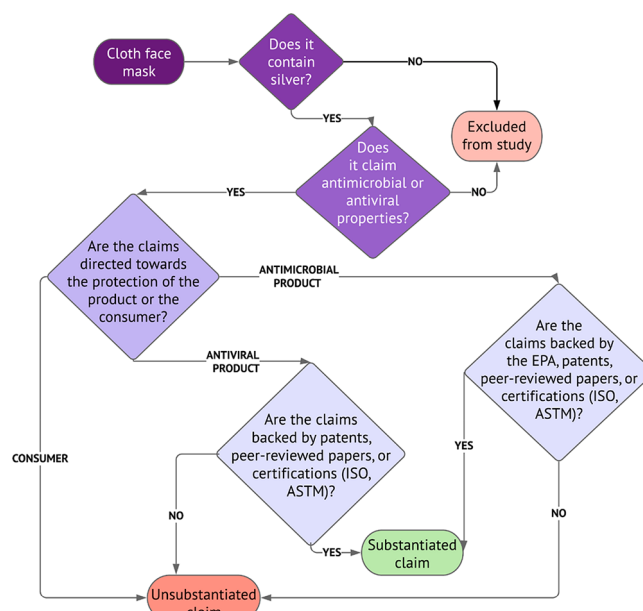 Cloth face
mask
Does it
contain
silver?
NO
YES
Excluded
from study
Does
it claim
antimicrobial or
antiviral
properties?
YES
NO
Are the claims
directed towards
the protection of the
product or the
consumer?
ANTIMICROBIAL
PRODUCT
ANTIVIRAL
PRODUCT
Are the
claims backed by
the EPA, patents,
peer-reviewed papers, or
certifications (ISO,
ASTM)?
Are the claims
backed by patents,
peer-reviewed papers, or
certifications (ISO,
ASTM)?
CONSUMER
YES
NO
NO
YES
Substantiated
claim
Unsubstantiated
claim